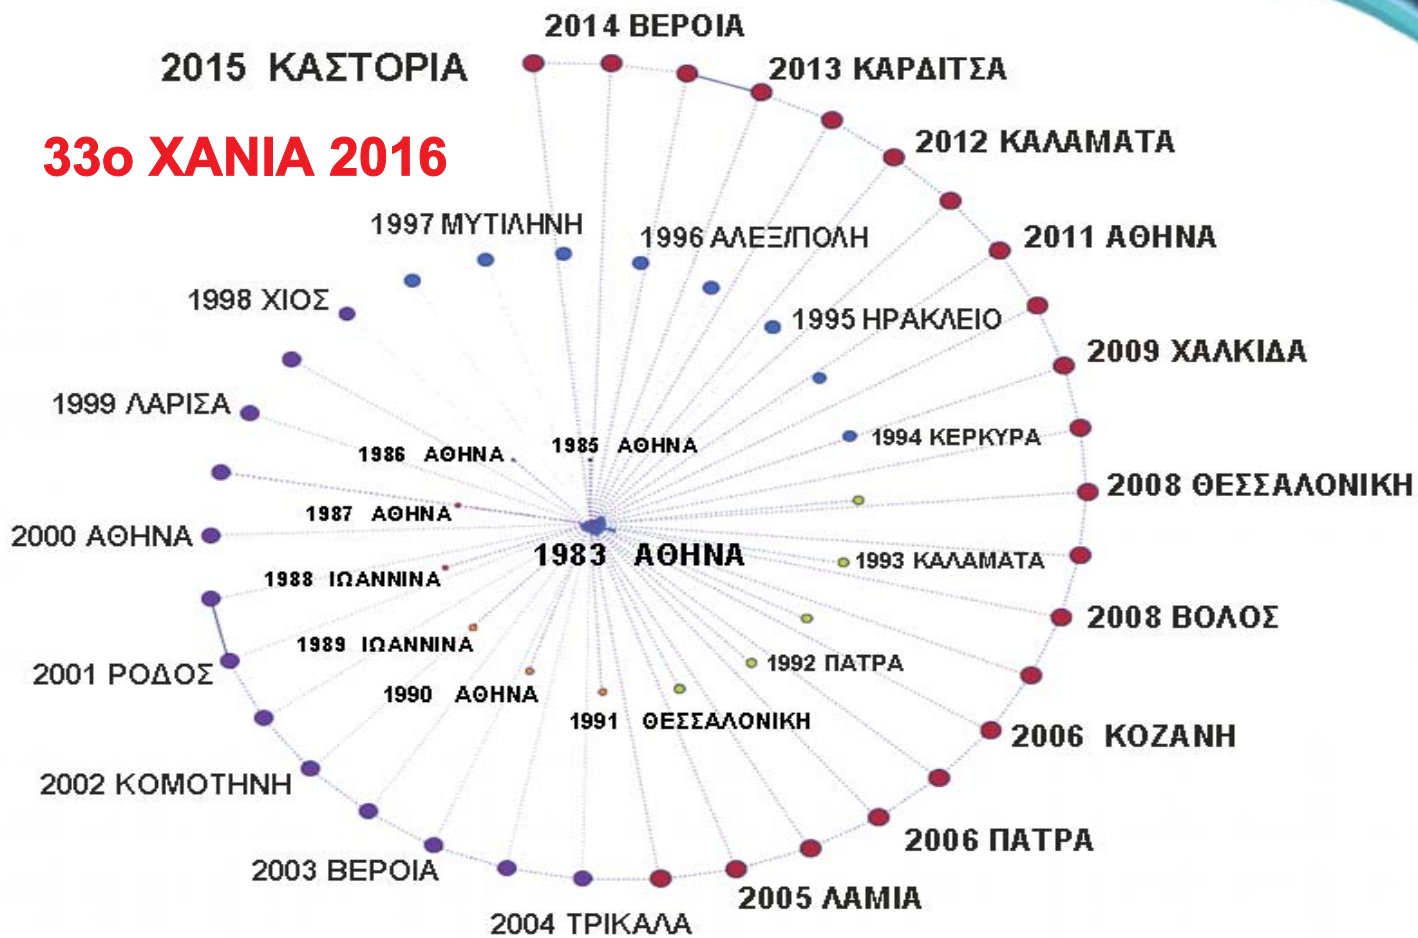 2014 ΒΕΡΟΙΑ
2015 ΚΑΣΤΟΡΙΑ
2013 ΚΑΡΔΙΤΣΑ
33ο ΧΑΝΙΑ 2016
2012 ΚΑΛΑΜΑΤΑ
1997 ΜΥΤΙΛΗΝΗ
1996 ΑΛΕΞ/ΠΟΛΗ
2011 ΑΘΗΝΑ
1998 ΧΙΟΣ
1995 ΗΡΑΚΛΕΙΟ
2009 ΧΑΛΚΙΔΑ
1999 ΛΑΡΙΣΑ
1994 ΚΕΡΚΥΡΑ
1986 ΑΘΗΝΑ
1985 ΑΘΗΝΑ
2008 ΘΕΣΣΑΛΟΝΙΚΗ
1987 ΑΘΗΝΑ
2000 ΑΘΗΝΑ
1983 ΑΘΗΝΑ
1993 ΚΑΛΑΜΑΤΑ
1988 ΙΩΑΝΝΙΝΑ
2008 ΒΟΛΟΣ
1989 ΙΩΑΝΝΙΝΑ
1992 ΠΑΤΡΑ
2001 ΡΟΔΟΣ
1990 ΑΘΗΝΑ
1991 ΘΕΣΣΑΛΟΝΙΚΗ
2006 ΚΟΖΑΝΗ
2002 ΚΟΜΟΤΗΝΗ
2006 ΠΑΤΡΑ
2003 ΒΕΡΟΙΑ
2005 ΛΑΜΙΑ
2004 ΤΡΙΚΑΛΑ